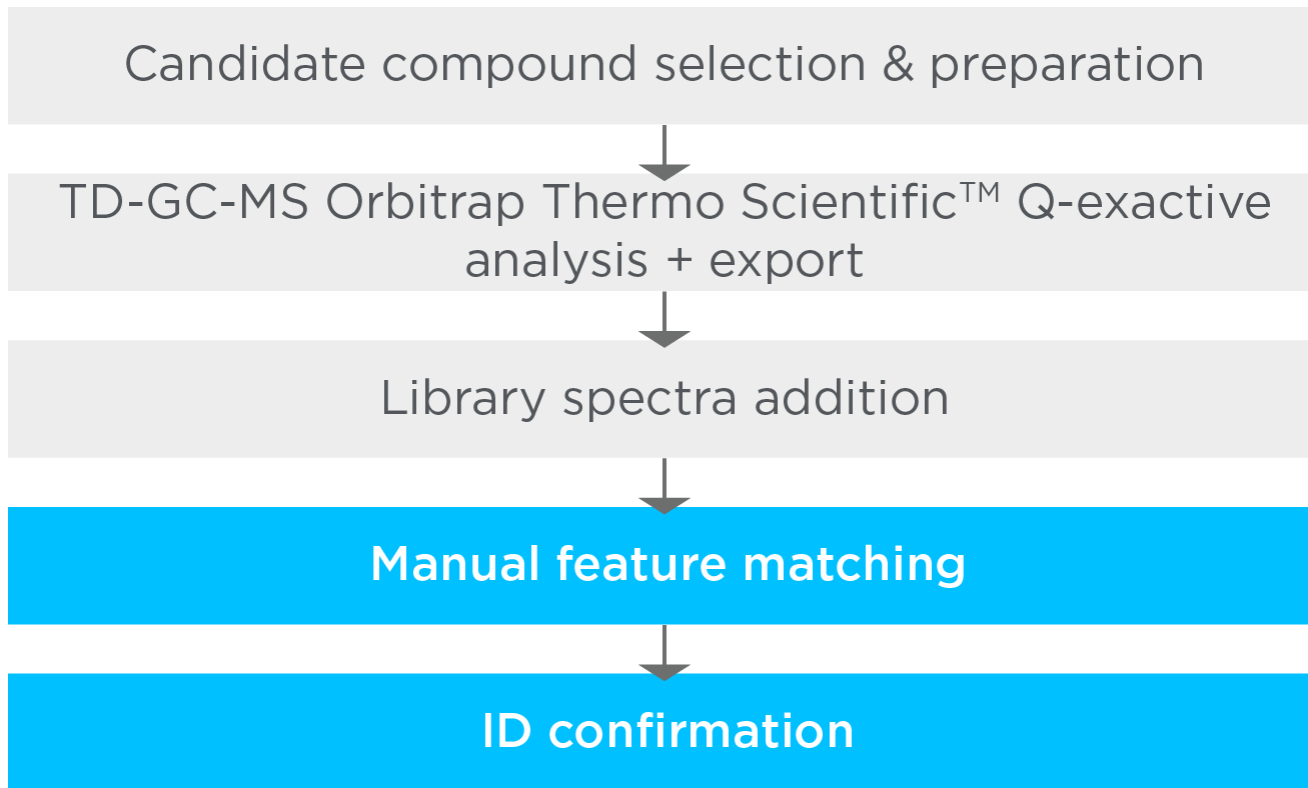 Candidate compound selection & preparation
TD-GC-MS Orbitrap Thermo Scientific™ Q-exactive
analysis + export
Library spectra addition
Manual feature matching
ID confirmation